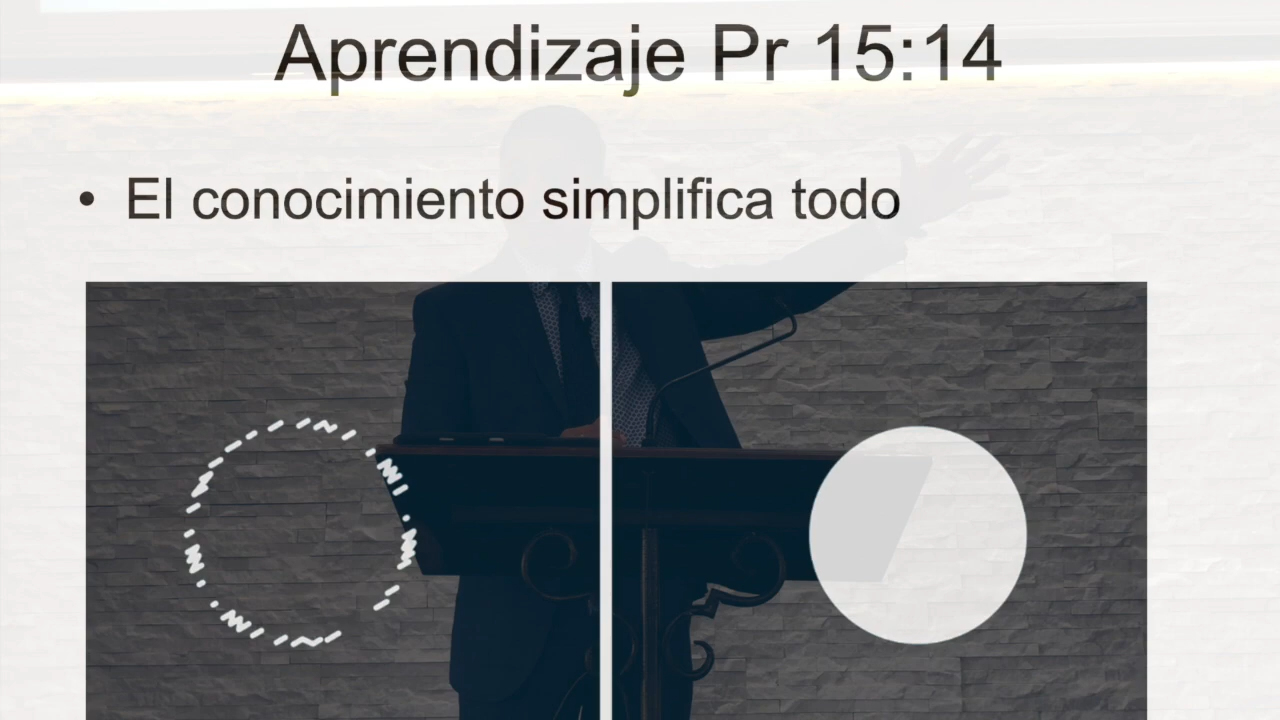 Aprendizaje Pr 15:14
• El conocimiento simplifica todo